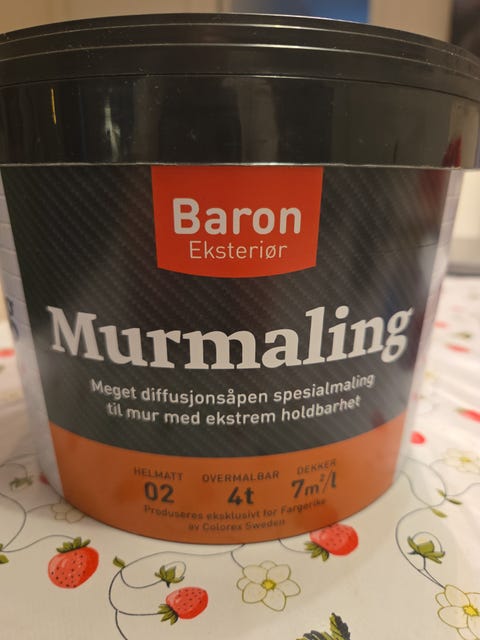 Baron
Eksteriør
Murmaling
Meget diffusjonsåpen spesialmaling
til mur med ekstrem holdbarhet
HELMATT OVERMALBAR DEKKER
02 4t 7m²/l
Produseres eksklusivt for Fargerike
av Colorex Sweden